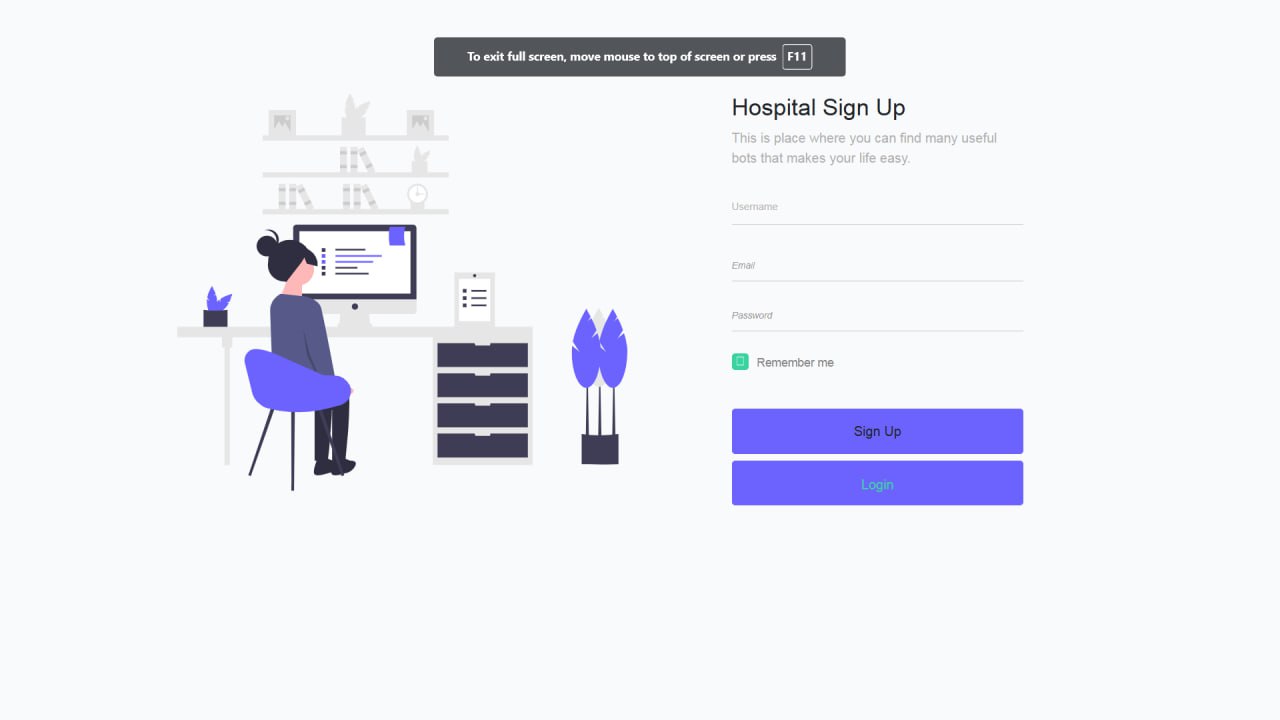 To exit full screen, move mouse to top of screen or press F11
Hospital Sign Up
This is place where you can find many useful
bots that makes your life easy.
Username
Email
Password
Remember me
Sign Up
Login